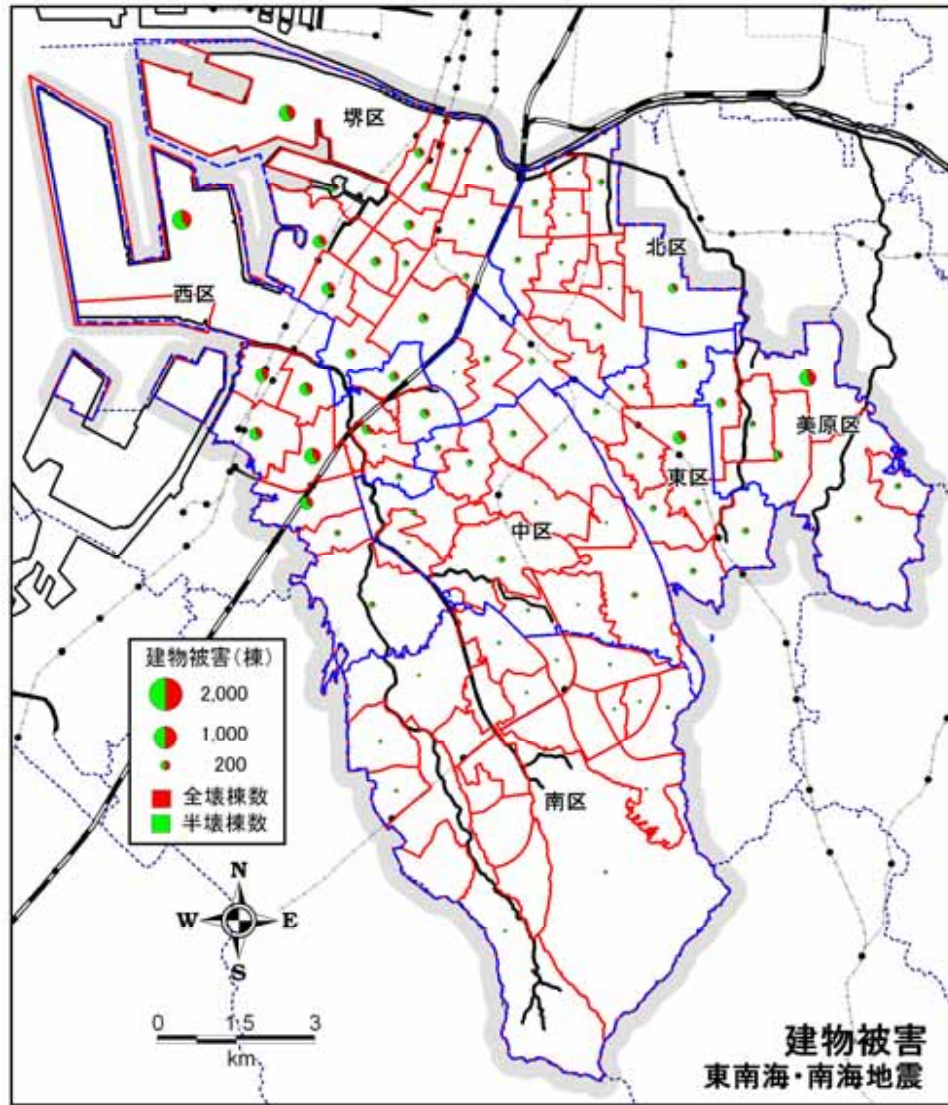 堺区
北区
西区
美原区
東区
中区
建物被害(棟)
2,000
1,000
200
全壊棟数
半壊棟数
南区
N
W
E
S
0
1.5
3
km
建物被害
東南海・南海地震